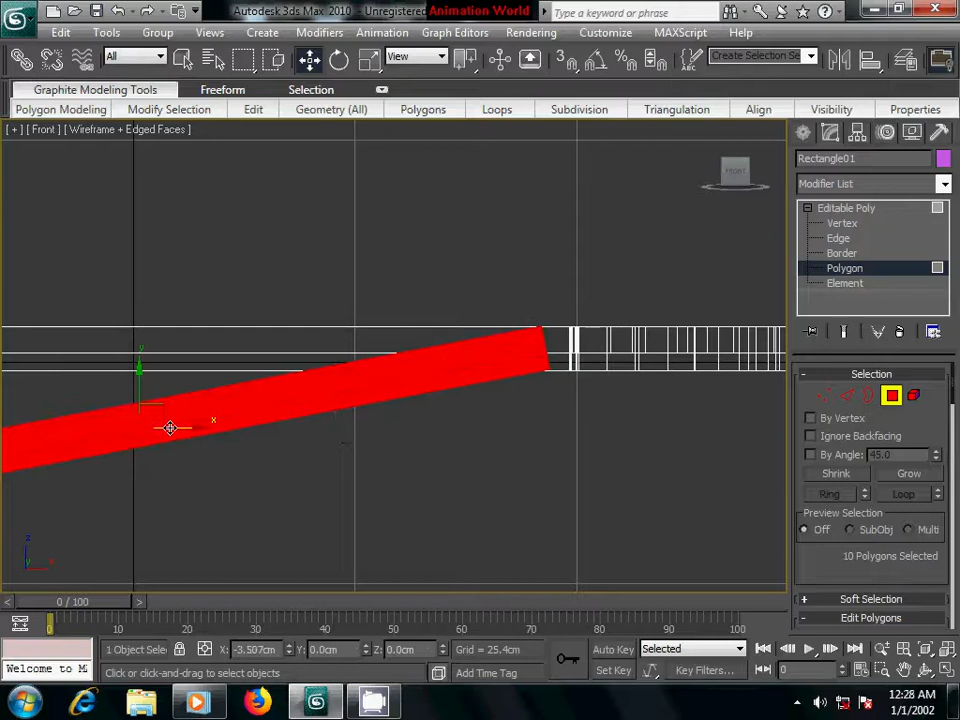 Autodesk 3ds Max 2010 - Unregistered Animation World Type a keyword or phrase
Edit Tools Group Views Create Modifiers Animation Graph Editors Rendering Customize MAXScript Help
All View 3 Create Selection Se
Graphite Modeling Tools Freeform Selection
Polygon Modeling Modify Selection Edit Geometry (All) Polygons Loops Subdivision Triangulation Align Visibility Properties
[ + ] [ Front ] [ Wireframe + Edged Faces ]
FRONT
Rectangle01
Modifier List
Editable Poly
Vertex
Edge
Border
Polygon
Element
y
x
z
y
x
- Selection
By Vertex
Ignore Backfacing
By Angle: 45.0
Shrink Grow
Ring Loop
Preview Selection
Off SubObj Multi
10 Polygons Selected
+ Soft Selection
- Edit Polygons
< 0 / 100 >
0 10 20 30 40 50 60 70 80 90 100
1 Object Selec X: -3.507cm Y: 0.0cm Z: 0.0cm Grid = 25.4cm Auto Key Selected
Welcome to M Click or click-and-drag to select objects Add Time Tag Set Key Key Filters... 0
12:28 AM
1/1/2002